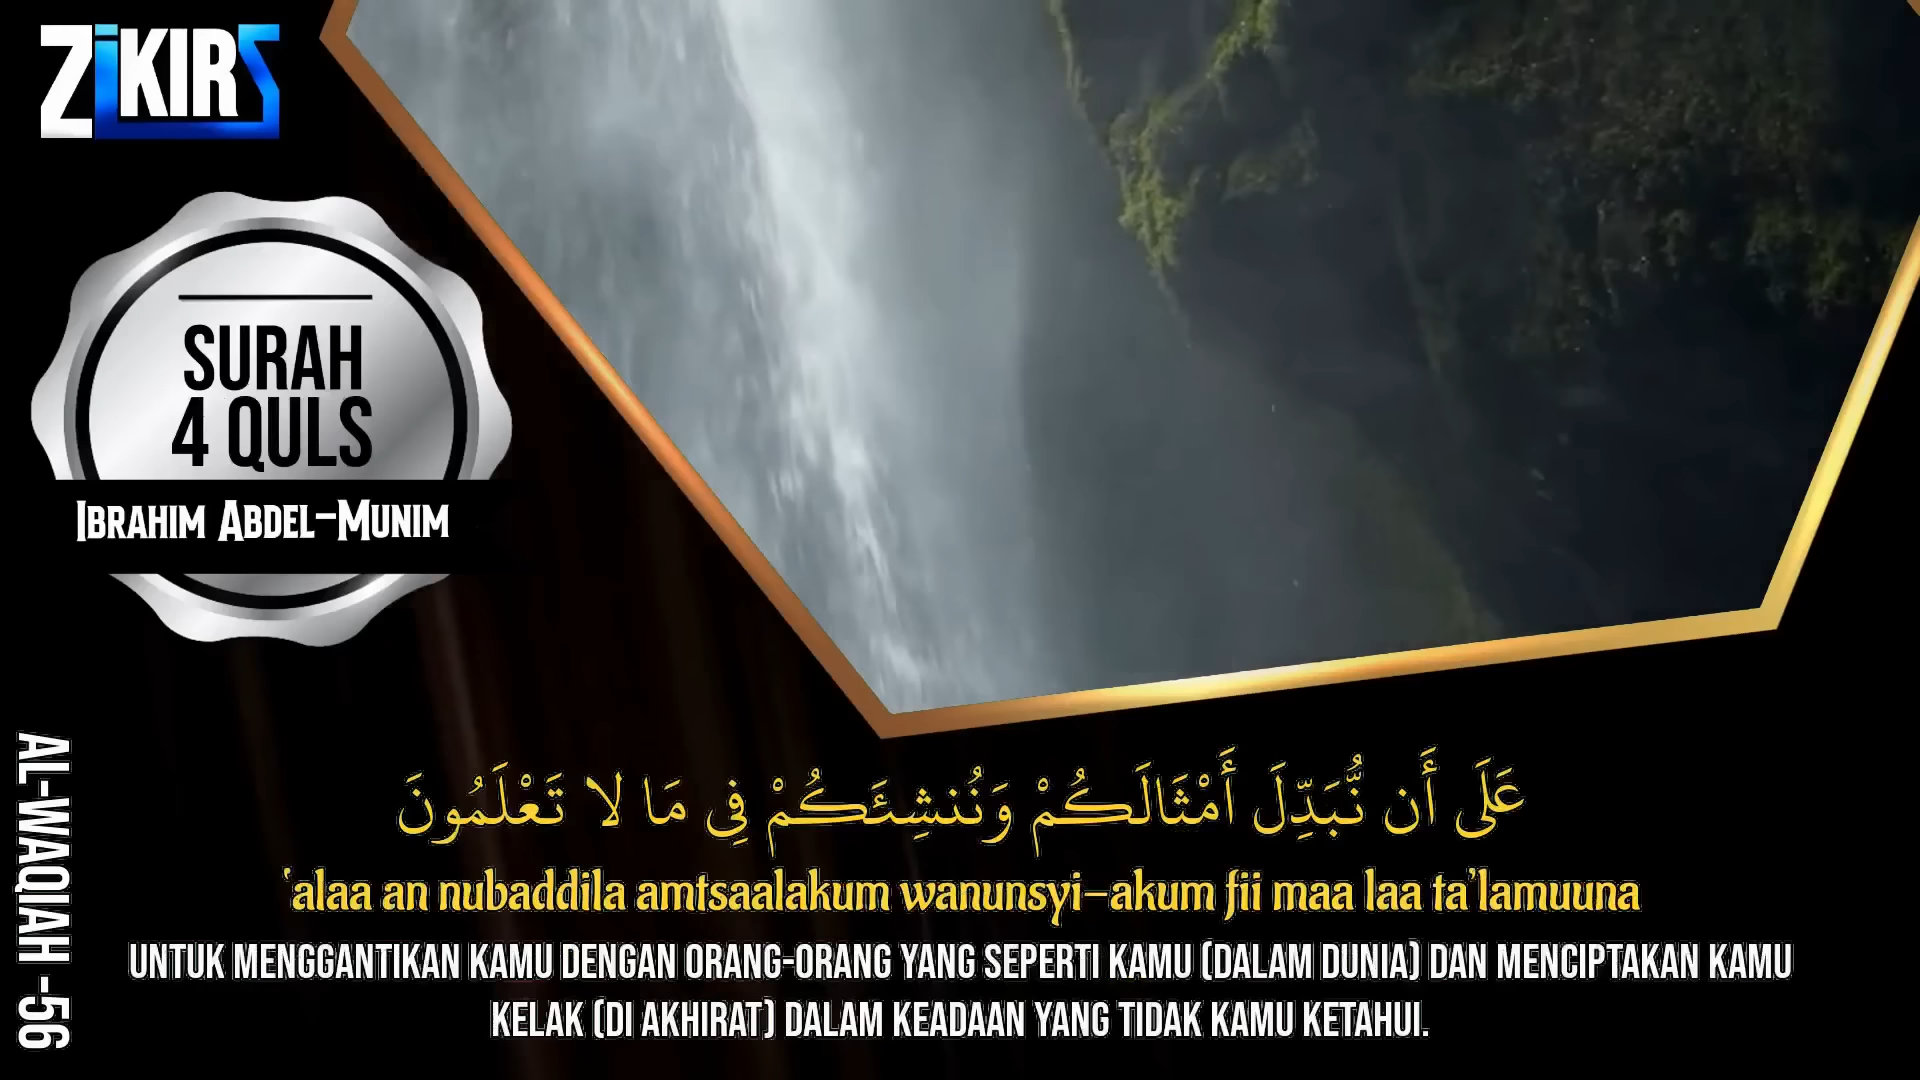 ZIKIRS
SURAH
4 QULS
IBRAHIM ABDEL-MUNIM
AL-WAQIAH -56
عَلَى أَن نُّبَدِّلَ أَمْثَالَكُمْ وَنُنشِئَكُمْ فِى مَا لا تَعْلَمُونَ
'alaa an nubaddila amtsaalakum wanunsyi-akum fii maa laa ta'lamuuna
UNTUK MENGGANTIKAN KAMU DENGAN ORANG-ORANG YANG SEPERTI KAMU (DALAM DUNIA) DAN MENCIPTAKAN KAMU
KELAK (DI AKHIRAT) DALAM KEADAAN YANG TIDAK KAMU KETAHUI.